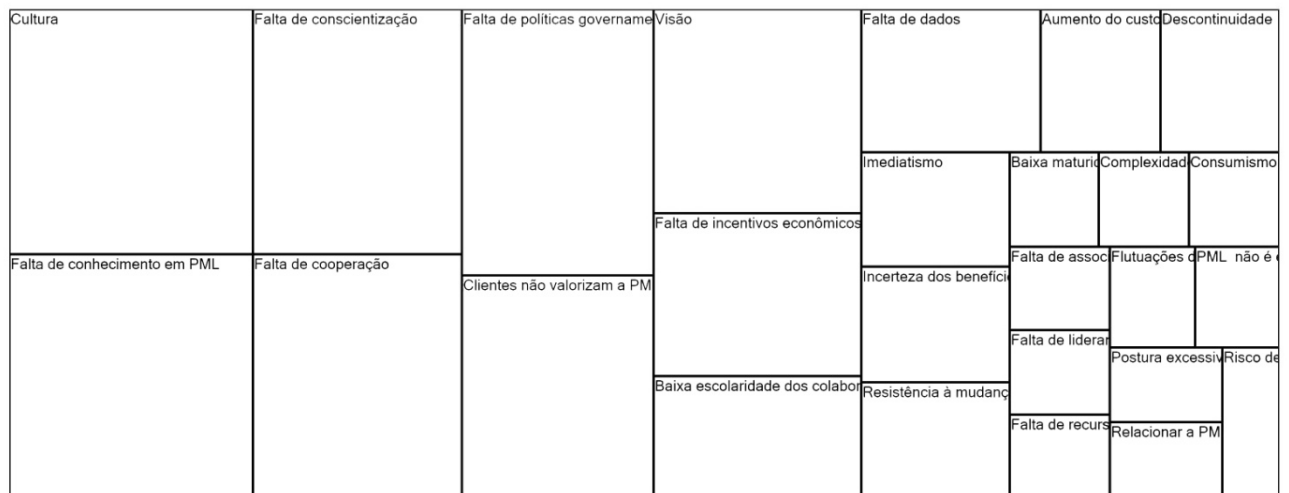 Cultura
Falta de conscientização
Falta de políticas govername
Visão
Falta de dados
Aumento do custo
Descontinuidade
Imediatismo
Baixa maturid
Complexidad
Consumismo
Falta de incentivos econômicos
Falta de conhecimento em PML
Falta de cooperação
Falta de assoc
Flutuações d
PML não é e
Clientes não valorizam a PM
Incerteza dos benefíci
Falta de lideran
Postura excessiv
Risco de
Baixa escolaridade dos colabor
Resistência à mudanç
Falta de recurs
Relacionar a PM